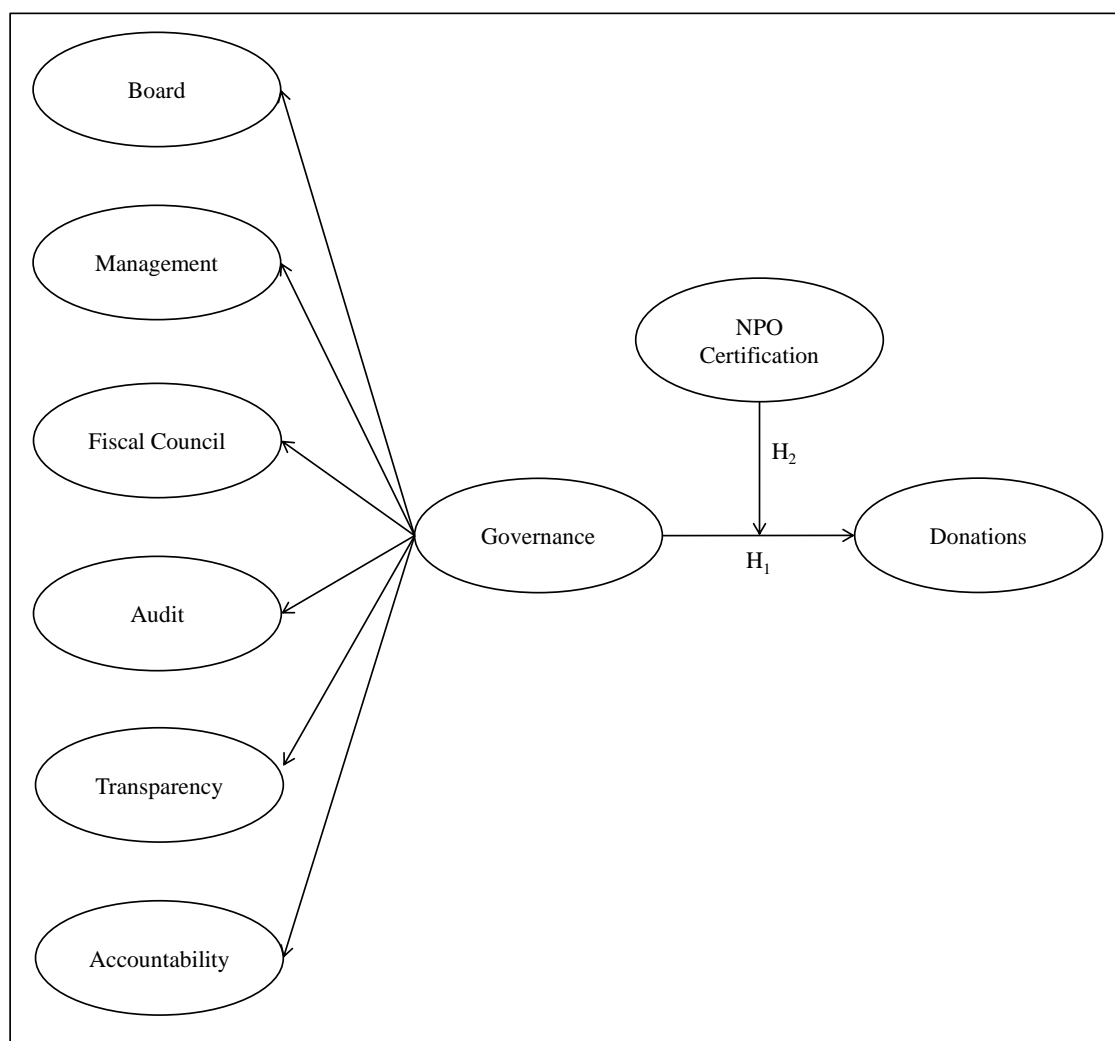 Board
Management
Fiscal Council
Audit
Transparency
Accountability
Governance
NPO
Certification
H₂
H₁
Donations